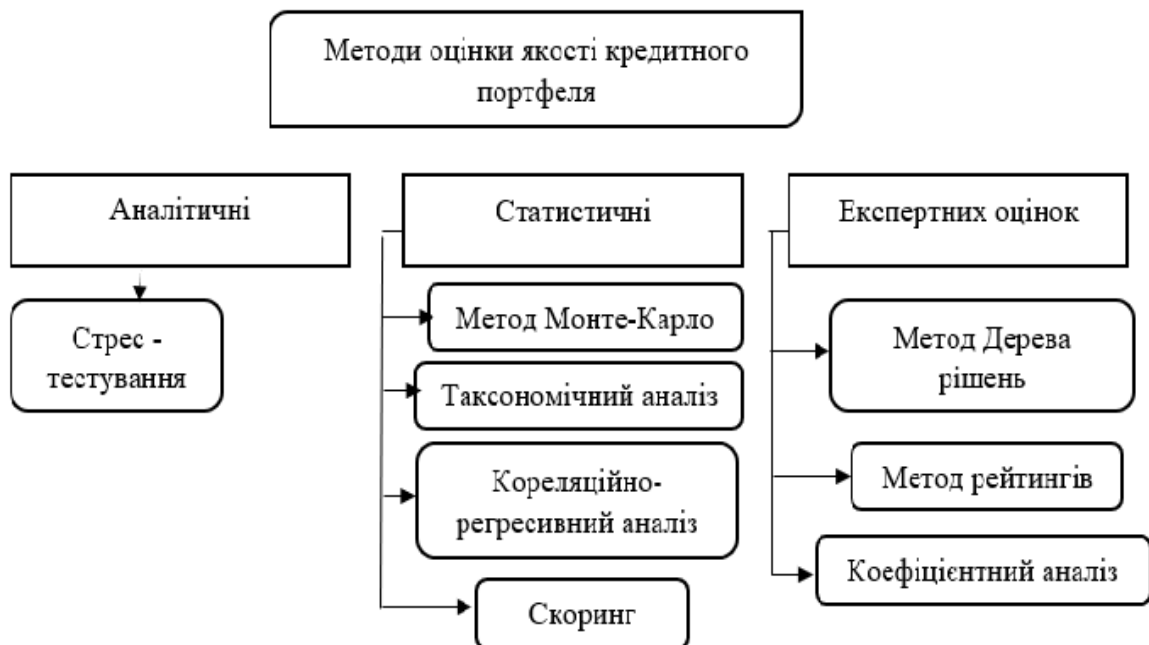 Методи оцінки якості кредитного
портфеля
Аналітичні
Стрес -
тестування
Статистичні
Метод Монте-Карло
Таксономічний аналіз
Кореляційно-
регресивний аналіз
Скоринг
Експертних оцінок
Метод Дерева
рішень
Метод рейтингів
Коефіцієнтний аналіз